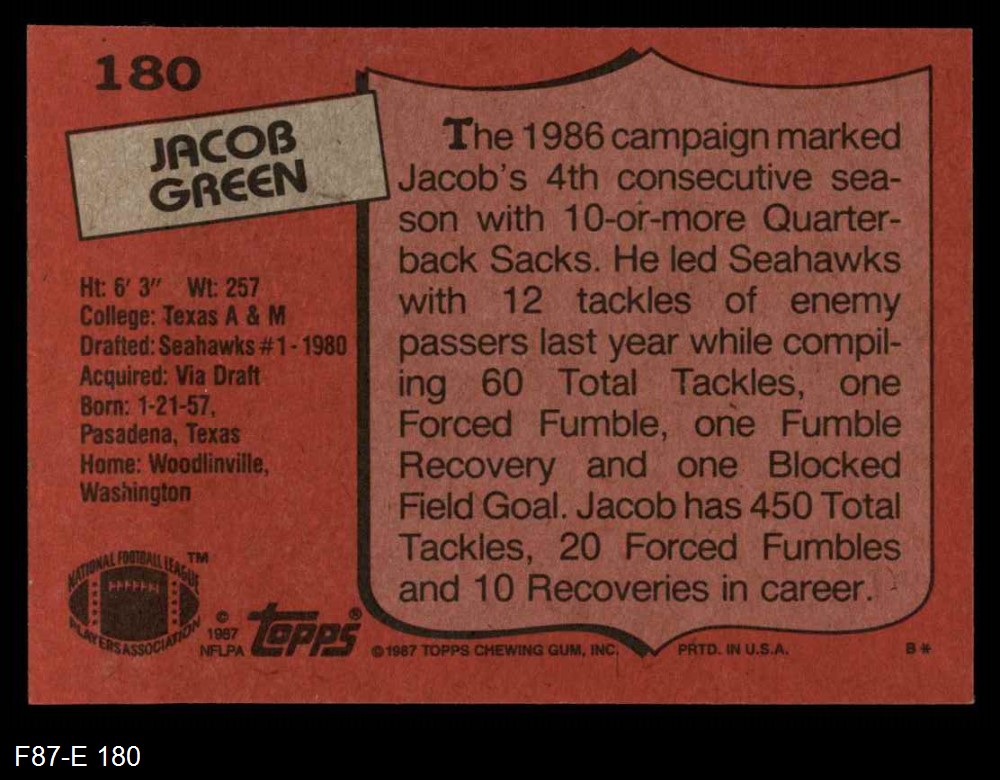 180
JACOB
GREEN
Ht: 6' 3" Wt: 257
College: Texas A & M
Drafted: Seahawks #1-1980
Acquired: Via Draft
Born: 1-21-57,
Pasadena, Texas
Home: Woodlinville,
Washington
NATIONAL FOOTBALL LEAGUE
PLAYERS ASSOCIATION
TM
©
1987
NFLPA
topps®
The 1986 campaign marked
Jacob's 4th consecutive sea-
son with 10-or-more Quarter-
back Sacks. He led Seahawks
with 12 tackles of enemy
passers last year while compil-
ing 60 Total Tackles, one
Forced Fumble, one Fumble
Recovery and one Blocked
Field Goal. Jacob has 450 Total
Tackles, 20 Forced Fumbles
and 10 Recoveries in career.
©1987 TOPPS CHEWING GUM, INC. PRTD. IN U.S.A. B*
F87-E 180